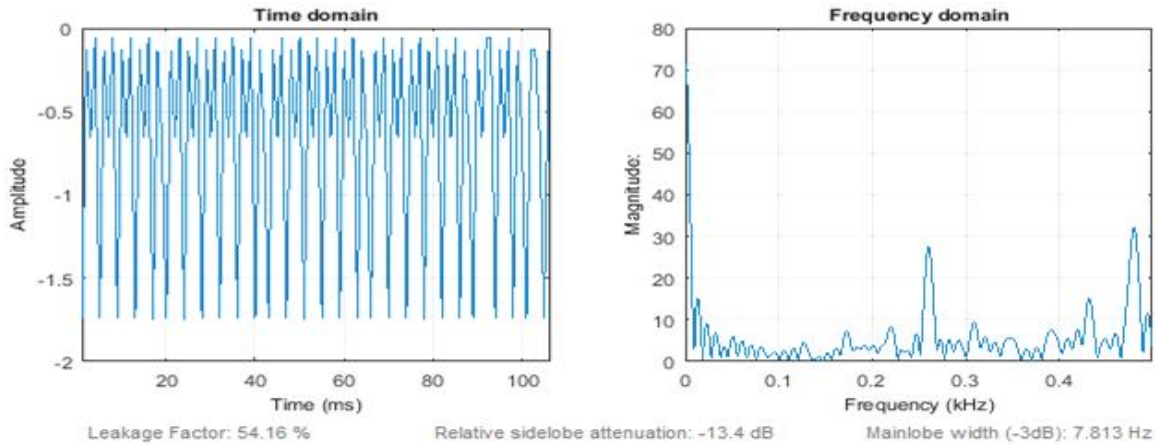 Time domain
0
-0.5
-1
-1.5
-2
Amplitude
20 40 60 80 100
Time (ms)
Frequency domain
80
70
60
50
40
30
20
10
0
Magnitude:
0 0.1 0.2 0.3 0.4
Frequency (kHz)
Leakage Factor: 54.16 % Relative sidelobe attenuation: -13.4 dB Mainlobe width (-3dB): 7.813 Hz